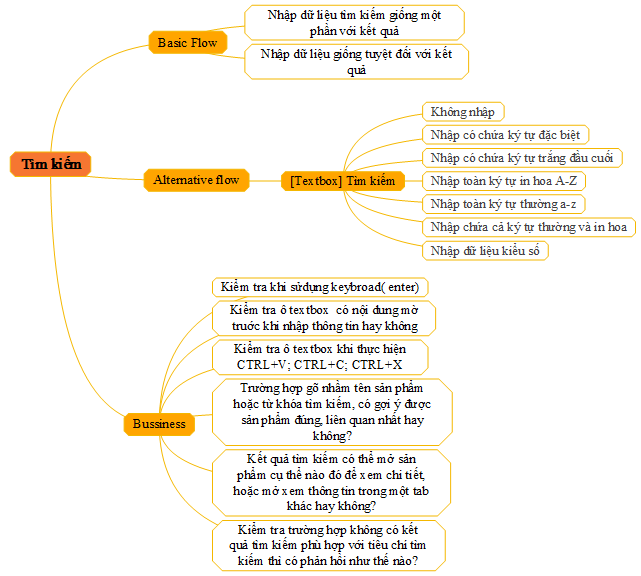 Tìm kiếm
Basic Flow
Nhập dữ liệu tìm kiếm giống một
phần với kết quả
Nhập dữ liệu giống tuyệt đối với kết
quả
Alternative flow
[Textbox] Tìm kiếm
Không nhập
Nhập có chứa ký tự đặc biệt
Nhập có chứa ký tự trắng đầu cuối
Nhập toàn ký tự in hoa A-Z
Nhập toàn ký tự thường a-z
Nhập chứa cả ký tự thường và in hoa
Nhập dữ liệu kiểu số
Bussiness
Kiểm tra khi sửdụng keybroad( enter)
Kiểm tra ô textbox có nội dung mờ
trước khi nhập thông tin hay không
Kiểm tra ô textbox khi thực hiện
CTRL+V; CTRL+C; CTRL+X
Trường hợp gõ nhầm tên sản phẩm
hoặc từ khóa tìm kiếm, có gợi ý được
sản phẩm đúng, liên quan nhất hay
không?
Kết quả tìm kiếm có thể mở sản
phẩm cụ thể nào đó để xem chi tiết,
hoặc mở xem thông tin trong một tab
khác hay không?
Kiểm tra trường hợp không có kết
quả tìm kiếm phù hợp với tiêu chí tìm
kiếm thì có phản hồi như thế nào?